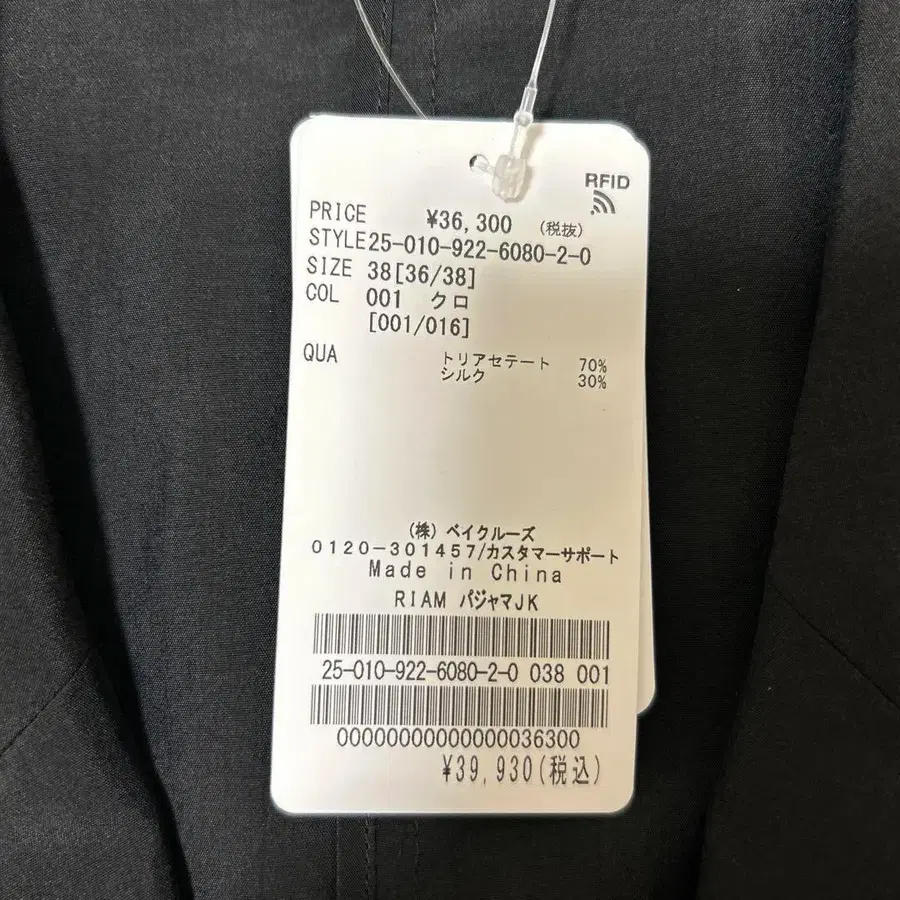 RFID
PRICE ¥36,300 (税抜)
STYLE 25-010-922-6080-2-0
SIZE 38[36/38]
COL 001 クロ
[001/016]
QUA トリアセテート 70%
シルク 30%
(株) ベイクルーズ
0120-301457/カスタマーサポート
Made in China
RIAM パジャマJK
25-010-922-6080-2-0 038 001
00000000000000036300
¥39,930(税込)